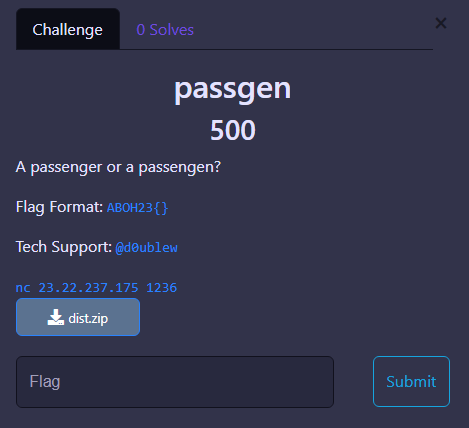 Challenge
0 Solves
×
passgen
500
A passenger or a passengen?
Flag Format: ABOH23{}
Tech Support: @d0ublew
nc 23.22.237.175 1236
dist.zip
Flag
Submit